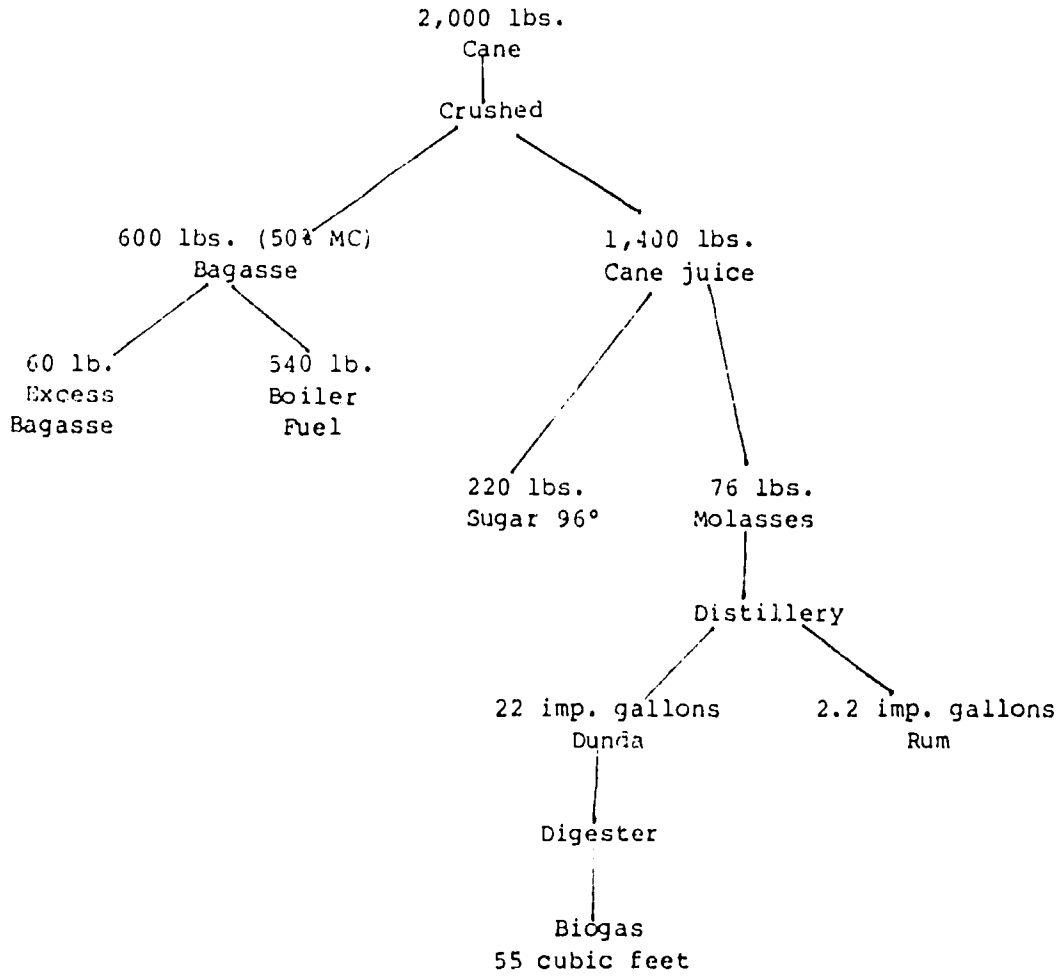 2,000 lbs.
Cane
Crushed
600 lbs. (50% MC)
Bagasse
1,400 lbs.
Cane juice
60 lb.
Excess
Bagasse
540 lb.
Boiler
Fuel
220 lbs.
Sugar 96°
76 lbs.
Molasses
Distillery
22 imp. gallons
Dunda
2.2 imp. gallons
Rum
Digester
Biogas
55 cubic feet